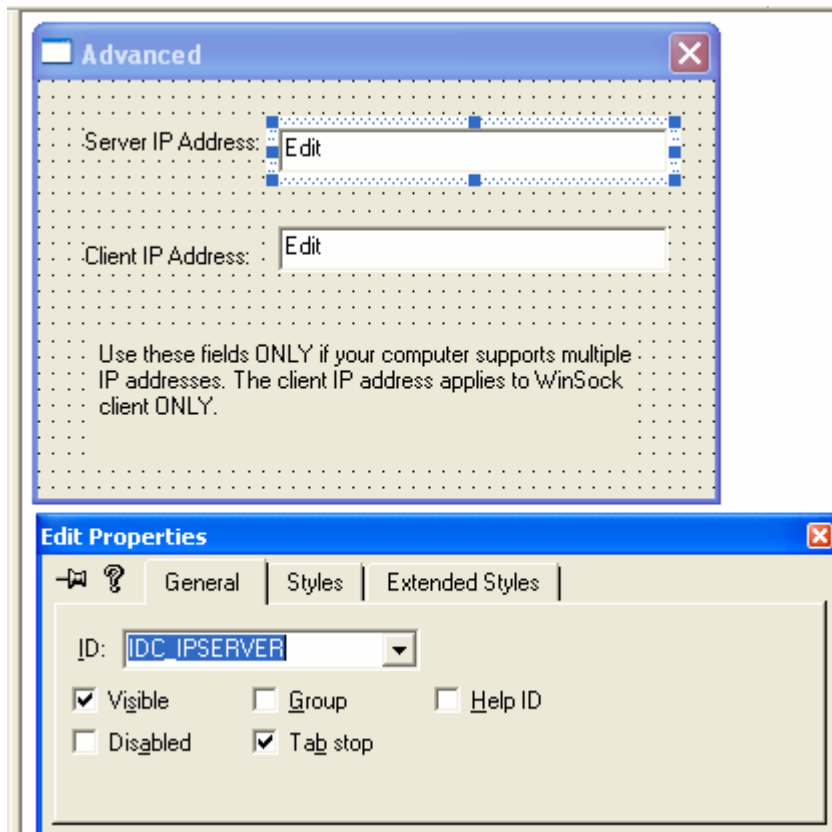 Advanced
Server IP Address:
Edit
Client IP Address:
Edit
Use these fields ONLY if your computer supports multiple
IP addresses. The client IP address applies to WinSock
client ONLY.
Edit Properties
General Styles Extended Styles
ID: IDC_IPSERVER
Visible Group Help ID
Disabled Tab stop